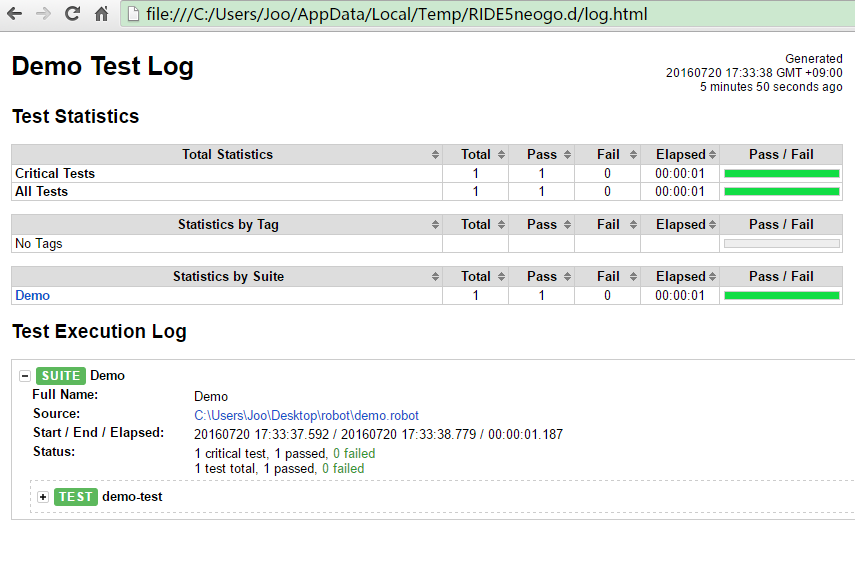 file:///C:/Users/Joo/AppData/Local/Temp/RIDE5neogo.d/log.html
Demo Test Log
Generated
20160720 17:33:38 GMT +09:00
5 minutes 50 seconds ago
Test Statistics
Total Statistics Total Pass Fail Elapsed Pass / Fail
Critical Tests 1 1 0 00:00:01
All Tests 1 1 0 00:00:01
Statistics by Tag Total Pass Fail Elapsed Pass / Fail
No Tags
Statistics by Suite Total Pass Fail Elapsed Pass / Fail
Demo 1 1 0 00:00:01
Test Execution Log
SUITE Demo
Full Name: Demo
Source: C:\Users\Joo\Desktop\robot\demo.robot
Start / End / Elapsed: 20160720 17:33:37.592 / 20160720 17:33:38.779 / 00:00:01.187
Status: 1 critical test, 1 passed, 0 failed
1 test total, 1 passed, 0 failed
TEST demo-test